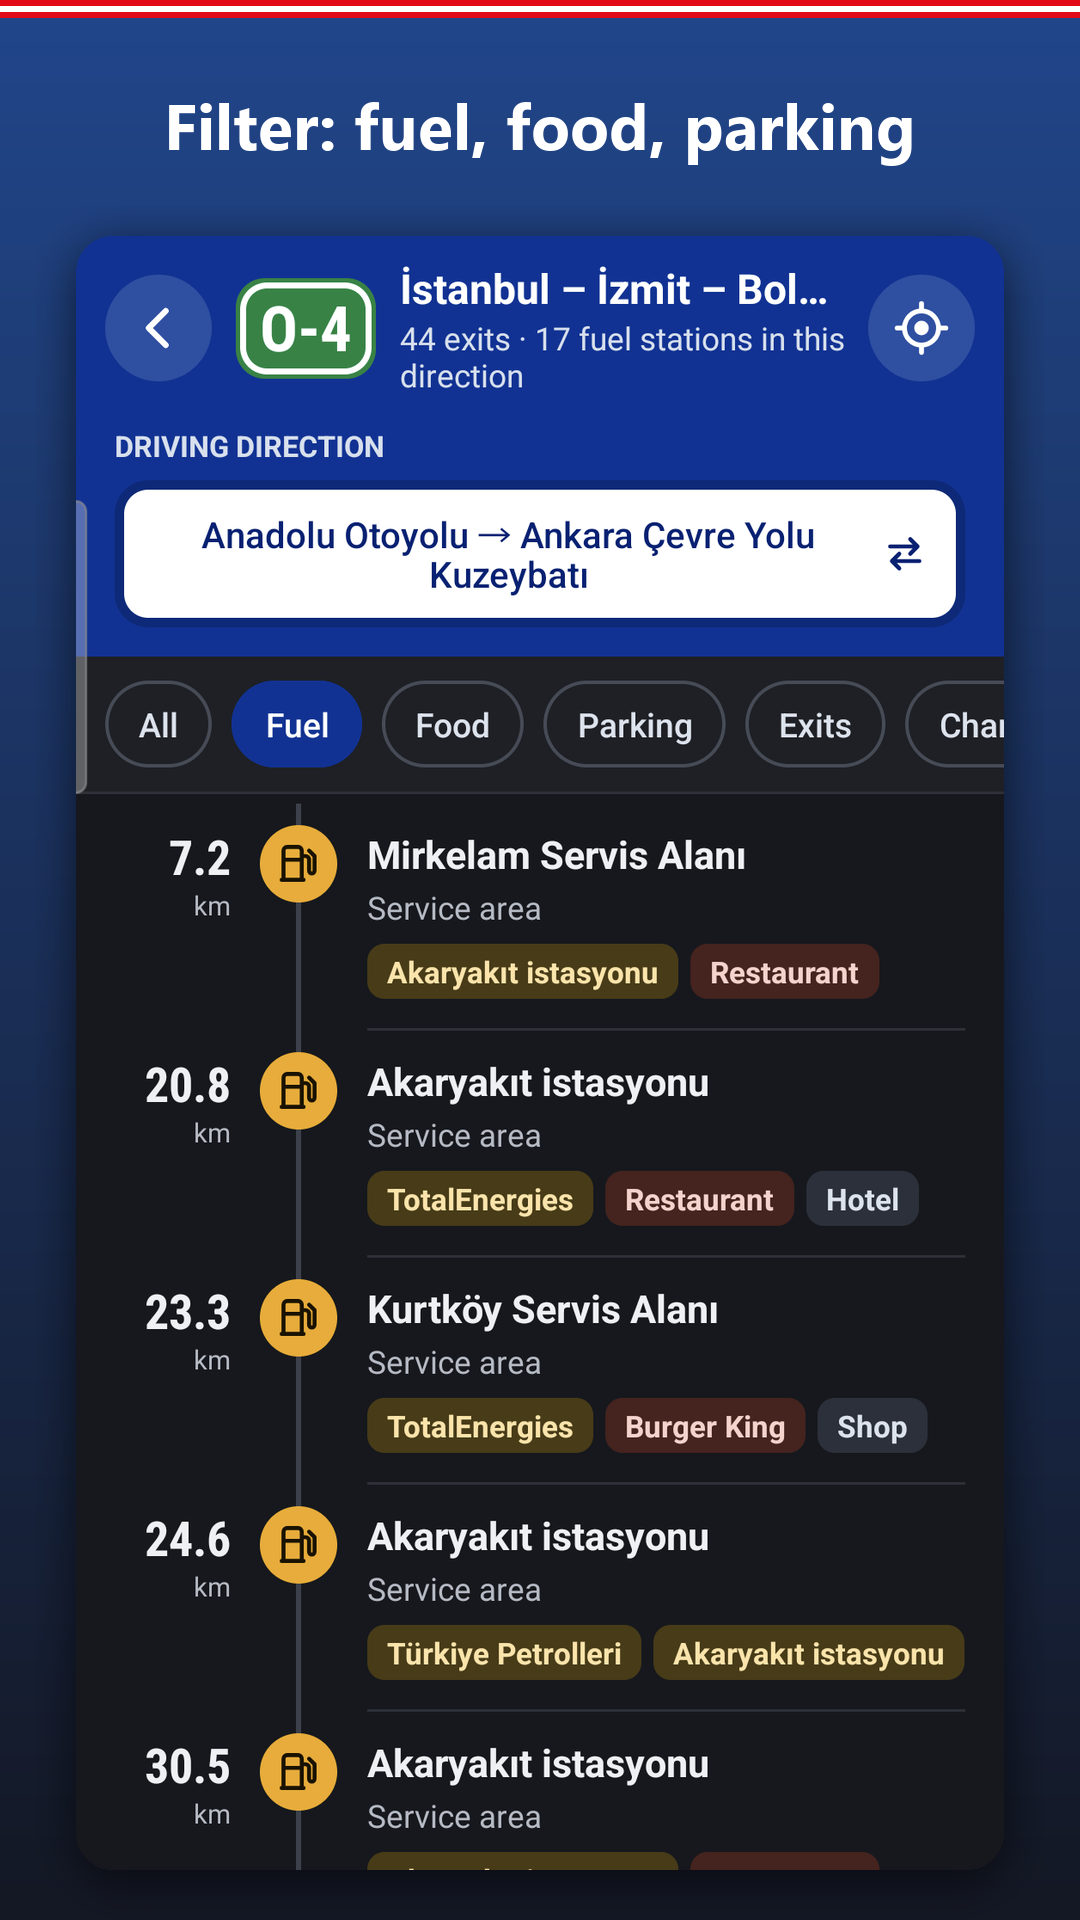 Filter: fuel, food, parking
O-4
İstanbul – İzmit – Bol…
44 exits · 17 fuel stations in this
direction
DRIVING DIRECTION
Anadolu Otoyolu → Ankara Çevre Yolu
Kuzeybatı
All
Fuel
Food
Parking
Exits
7.2
km
Mirkelam Servis Alanı
Service area
Akaryakıt istasyonu
Restaurant
20.8
km
Akaryakıt istasyonu
Service area
TotalEnergies
Restaurant
Hotel
23.3
km
Kurtköy Servis Alanı
Service area
TotalEnergies
Burger King
Shop
24.6
km
Akaryakıt istasyonu
Service area
Türkiye Petrolleri
Akaryakıt istasyonu
30.5
km
Akaryakıt istasyonu
Service area